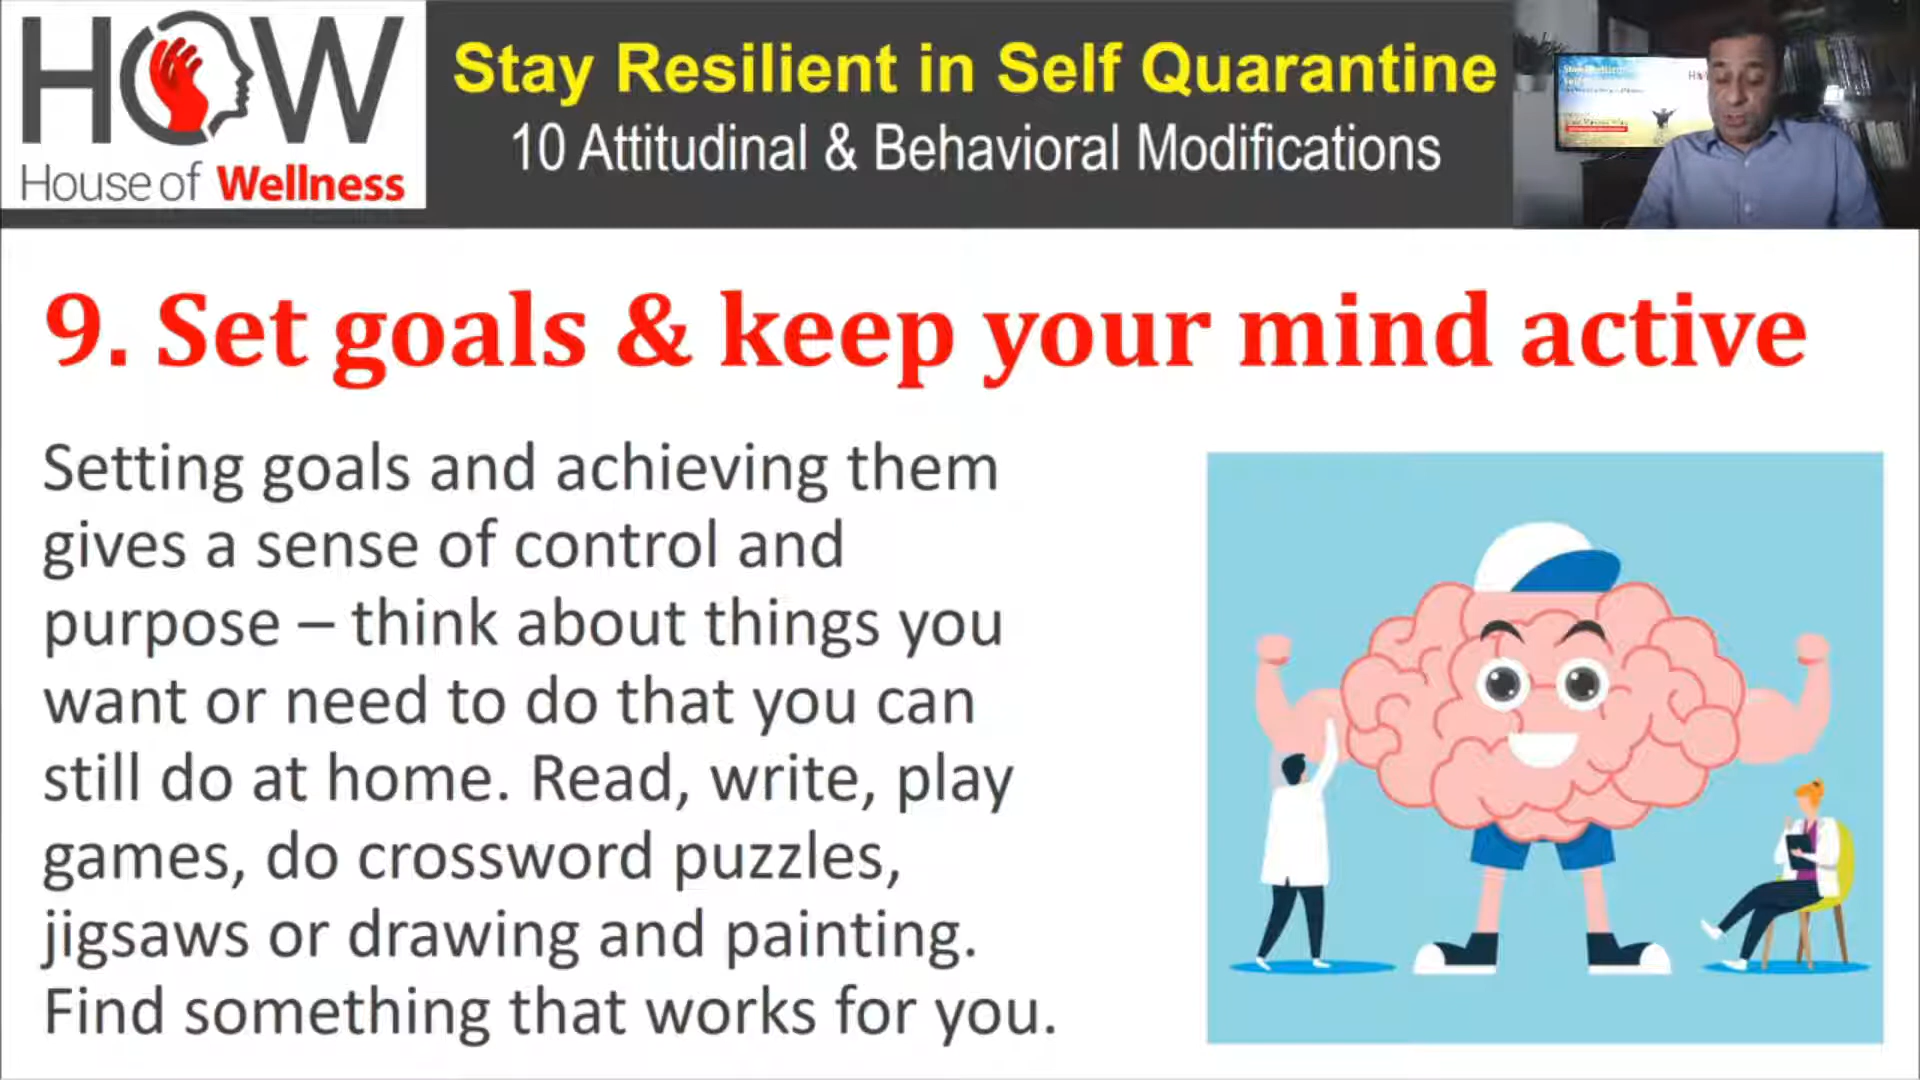 HOW
House of Wellness
Stay Resilient in Self Quarantine
10 Attitudinal & Behavioral Modifications
9. Set goals & keep your mind active
Setting goals and achieving them
gives a sense of control and
purpose – think about things you
want or need to do that you can
still do at home. Read, write, play
games, do crossword puzzles,
jigsaws or drawing and painting.
Find something that works for you.